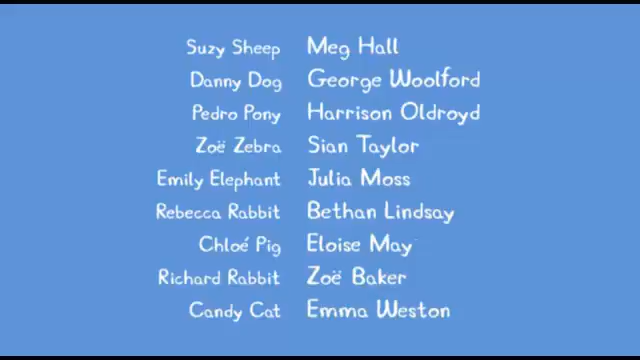 Suzy Sheep Meg Hall
Danny Dog George Woolford
Pedro Pony Harrison Oldroyd
Zoë Zebra Sian Taylor
Emily Elephant Julia Moss
Rebecca Rabbit Bethan Lindsay
Chloé Pig Eloise May
Richard Rabbit Zoë Baker
Candy Cat Emma Weston